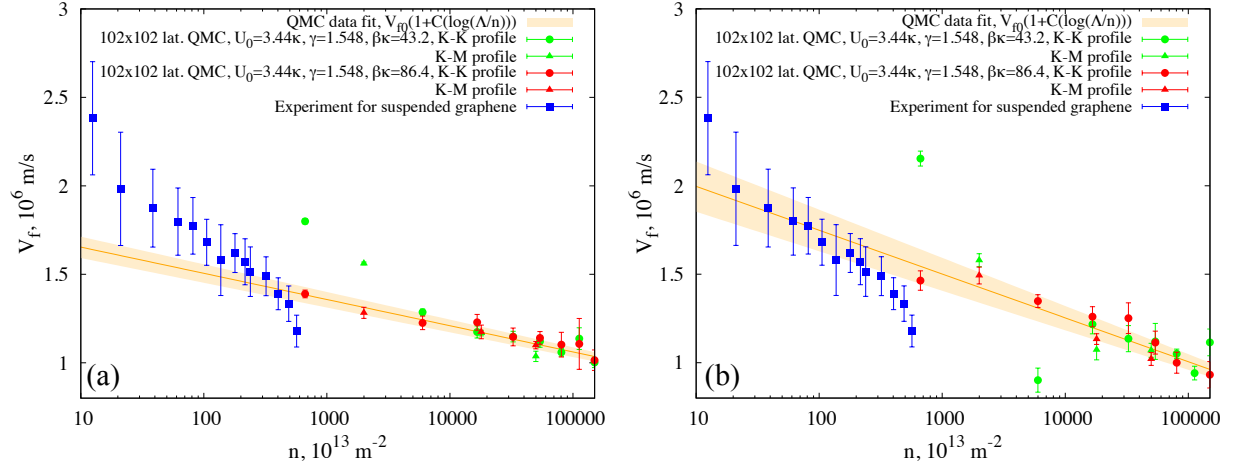 QMC data fit, V_f0(1+C(log(Λ/n)))
102x102 lat. QMC, U_0=3.44κ, γ=1.548, βκ=43.2, K-K profile
K-M profile
102x102 lat. QMC, U_0=3.44κ, γ=1.548, βκ=86.4, K-K profile
K-M profile
Experiment for suspended graphene
3
2.5
2
1.5
1
V_f, 10^6 m/s
(a)
10 100 1000 10000 100000
n, 10^13 m^-2
QMC data fit, V_f0(1+C(log(Λ/n)))
102x102 lat. QMC, U_0=3.44κ, γ=1.548, βκ=43.2, K-K profile
K-M profile
102x102 lat. QMC, U_0=3.44κ, γ=1.548, βκ=86.4, K-K profile
K-M profile
Experiment for suspended graphene
3
2.5
2
1.5
1
V_f, 10^6 m/s
(b)
10 100 1000 10000 100000
n, 10^13 m^-2